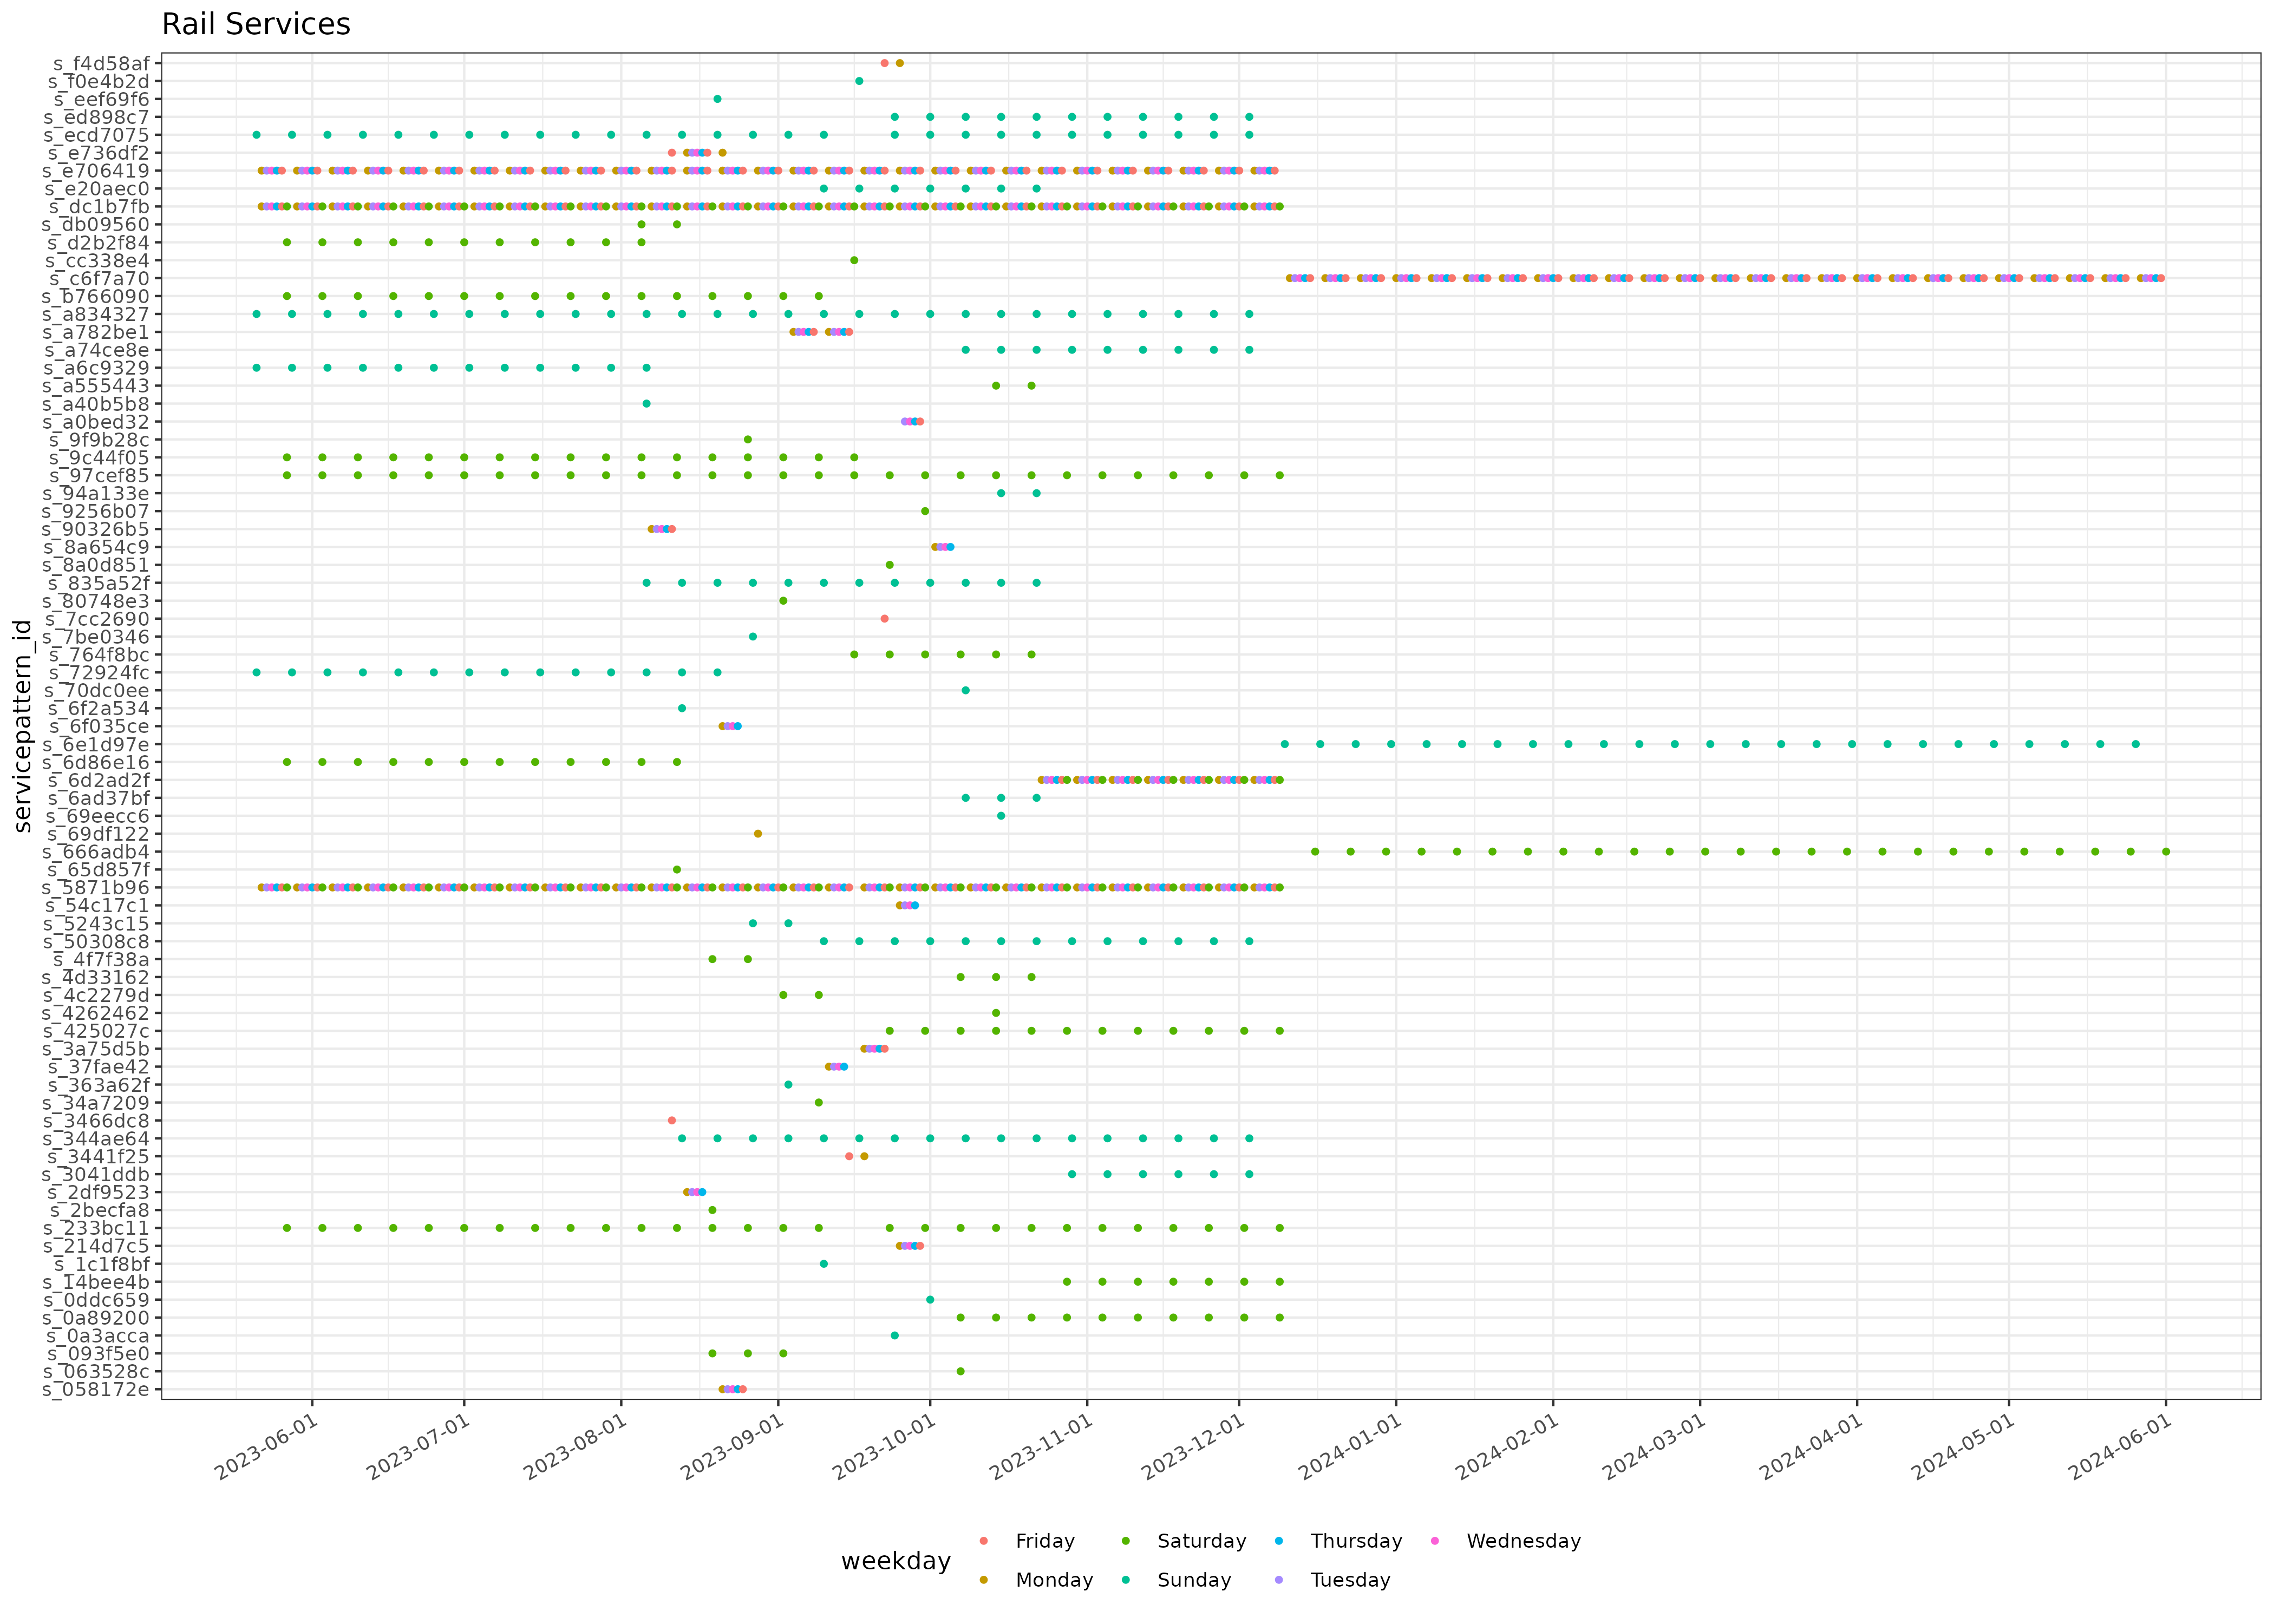 Rail Services
servicepattern_id
s_f4d58af
s_f0e4b2d
s_eef69f6
s_ed898c7
s_ecd7075
s_e736df2
s_e706419
s_e20aec0
s_dc1b7fb
s_db09560
s_d2b2f84
s_cc338e4
s_c6f7a70
s_b766090
s_a834327
s_a782be1
s_a74ce8e
s_a6c9329
s_a555443
s_a40b5b8
s_a0bed32
s_9f9b28c
s_9c44f05
s_97cef85
s_94a133e
s_9256b07
s_90326b5
s_8a654c9
s_8a0d851
s_835a52f
s_80748e3
s_7cc2690
s_7be0346
s_764f8bc
s_72924fc
s_70dc0ee
s_6f2a534
s_6f035ce
s_6e1d97e
s_6d86e16
s_6d2ad2f
s_6ad37bf
s_69eecc6
s_69df122
s_666adb4
s_65d857f
s_5871b96
s_54c17c1
s_5243c15
s_50308c8
s_4f7f38a
s_4d33162
s_4c2279d
s_4262462
s_425027c
s_3a75d5b
s_37fae42
s_363a62f
s_34a7209
s_3466dc8
s_344ae64
s_3441f25
s_3041ddb
s_2df9523
s_2becfa8
s_233bc11
s_214d7c5
s_1c1f8bf
s_14bee4b
s_0ddc659
s_0a89200
s_0a3acca
s_093f5e0
s_063528c
s_058172e
2023-06-01 2023-07-01 2023-08-01 2023-09-01 2023-10-01 2023-11-01 2023-12-01 2024-01-01 2024-02-01 2024-03-01 2024-04-01 2024-05-01 2024-06-01
weekday
Friday Saturday Thursday Wednesday
Monday Sunday Tuesday